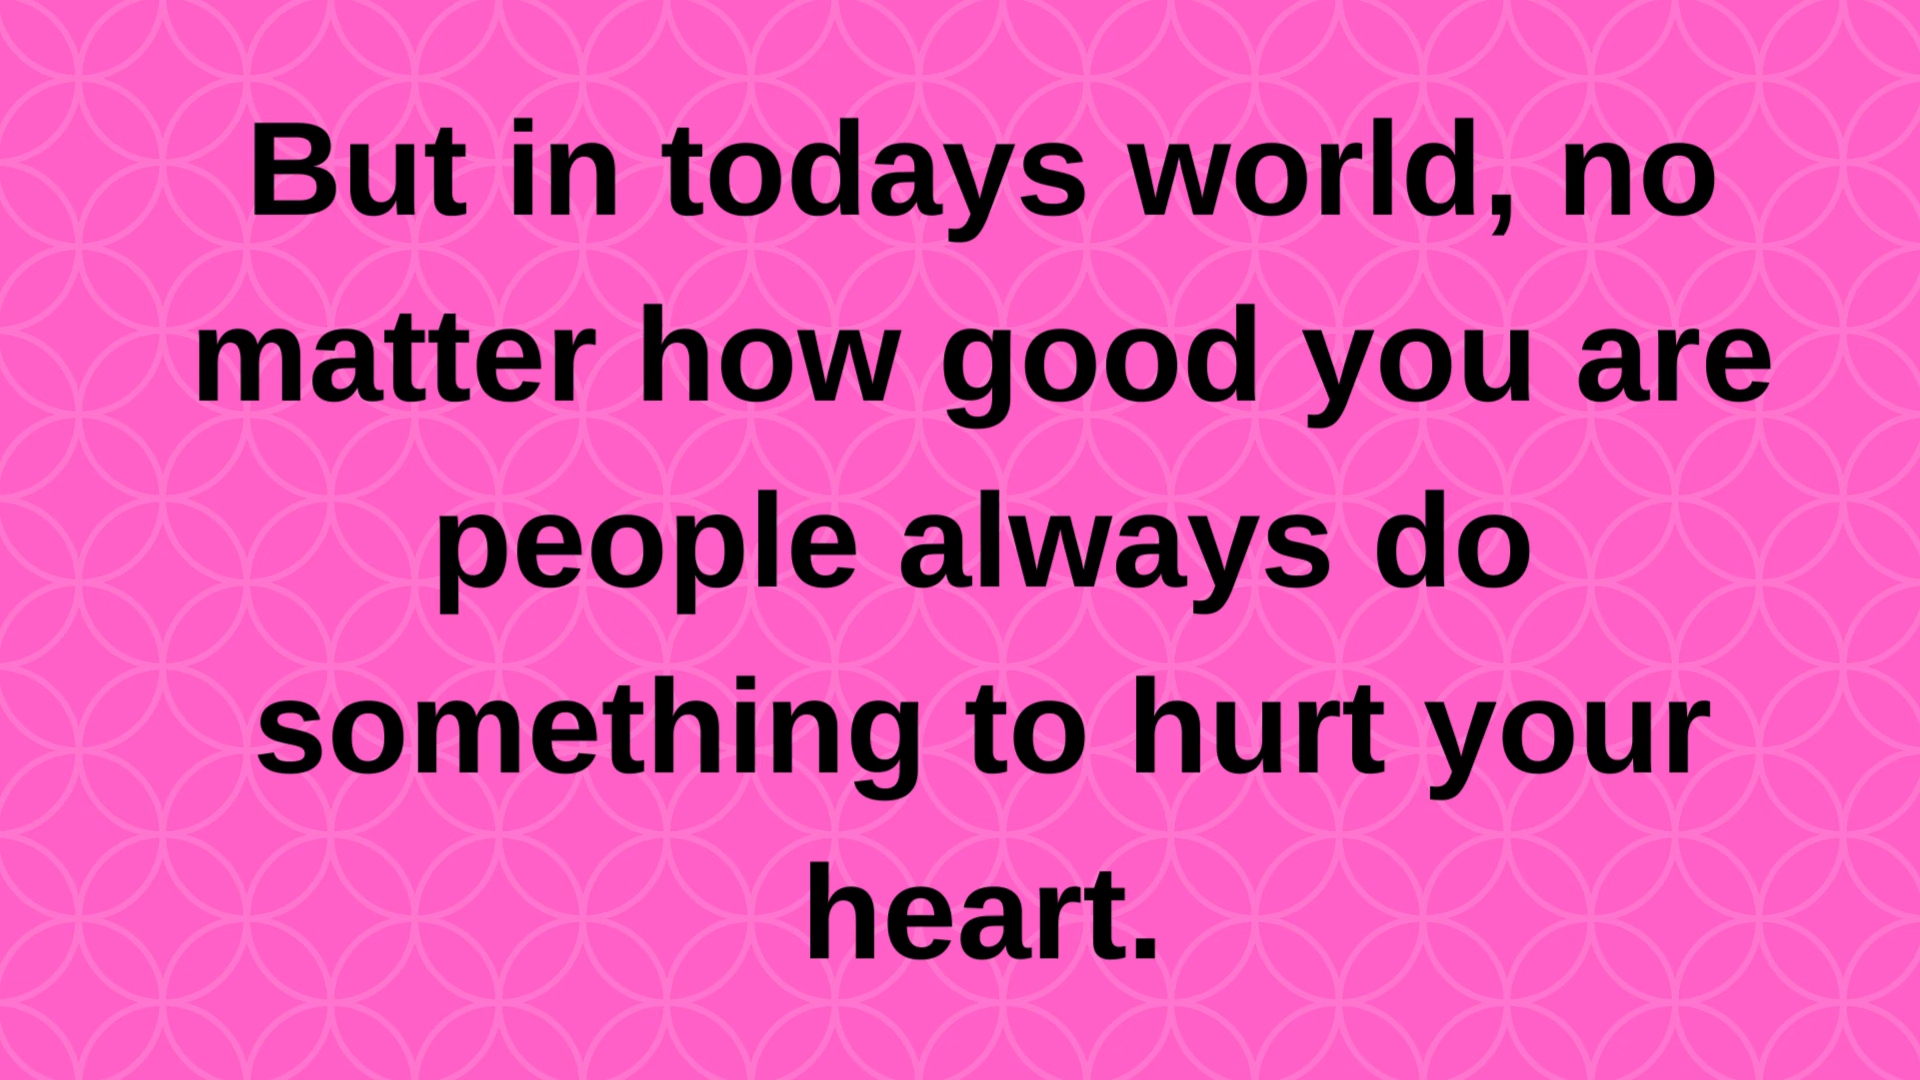 But in todays world, no
matter how good you are
people always do
something to hurt your
heart.